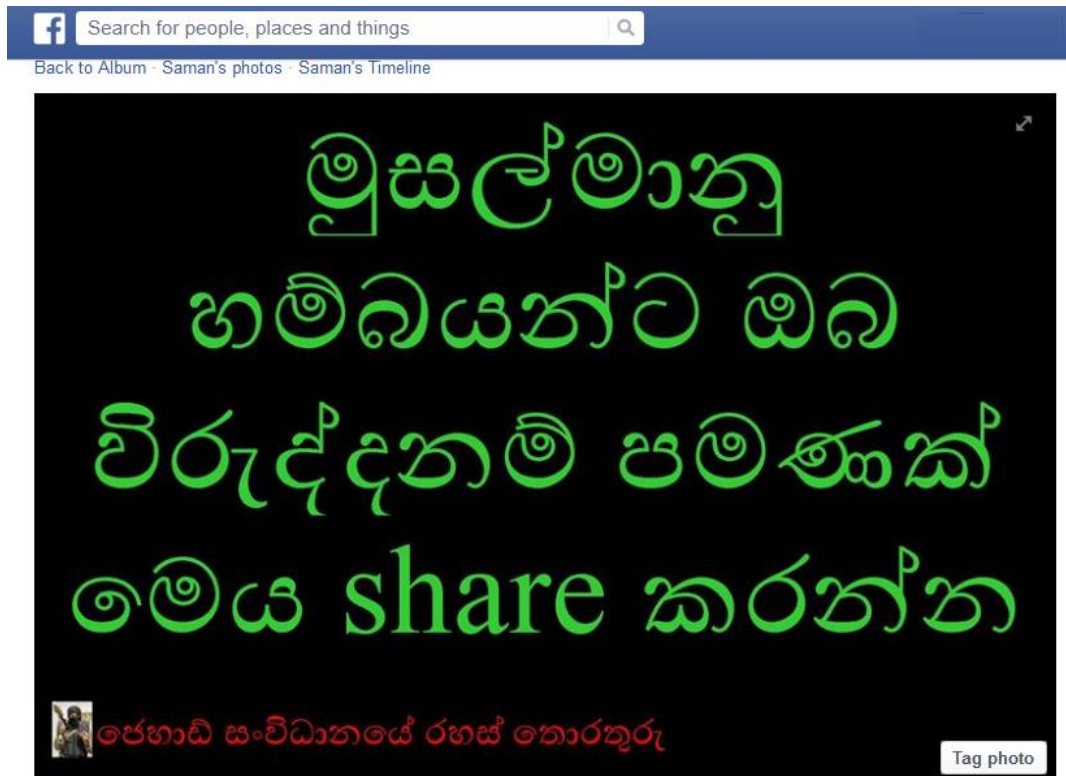 Search for people, places and things
Back to Album · Saman's photos · Saman's Timeline
මුසල්මානු
හම්බයන්ට ඔබ
විරුද්දනම් පමණක්
මෙය share කරන්න
ජෙහාඩ් සංවිධානයේ රහස් තොරතුරු
Tag photo